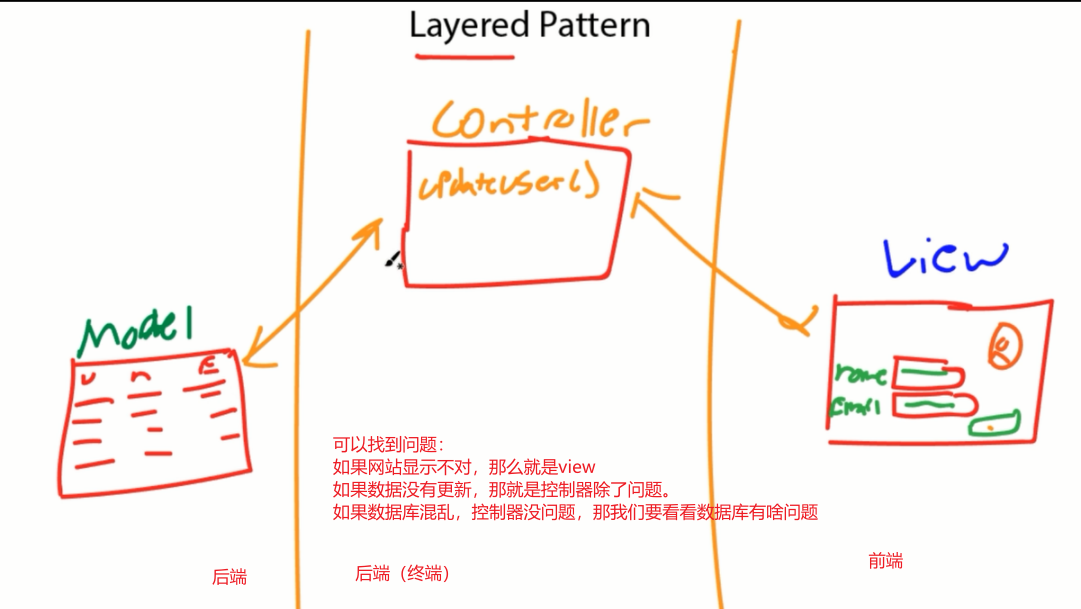 Layered Pattern
Controller
updateuser()
View
Model
U n E
name
Email
可以找到问题：
如果网站显示不对，那么就是view
如果数据没有更新，那就是控制器除了问题。
如果数据库混乱，控制器没问题，那我们要看看数据库有啥问题
前端
后端（终端）
后端